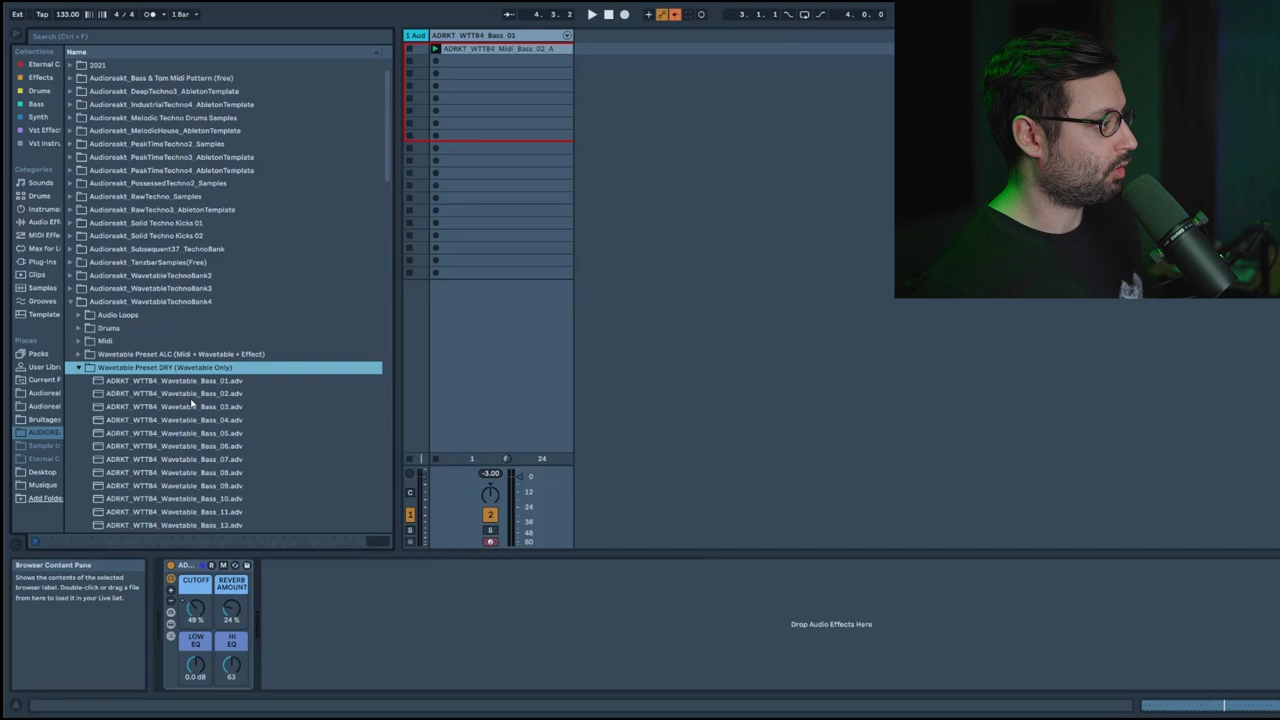 Ext Tap 133.00 4 / 4 1 Bar 4. 3. 2 3. 1. 1 4. 0. 0
Search (Ctrl + F)
Collections
Eternal C
Effects
Drums
Bass
Synth
Vst Effec
Vst Instru
Categories
Sounds
Drums
Instrume
Audio Eff
MIDI Effe
Max for Li
Plug-Ins
Clips
Samples
Grooves
Template
Places
Packs
User Libr
Current P
Audioreal
Audioreal
Bruitages
AUDIOREA
Sample tr
Eternal C
Desktop
Musique
Add Folde
Name
2021
Audioreakt_Bass & Tom Midi Pattern (free)
Audioreakt_DeepTechno3_AbletonTemplate
Audioreakt_IndustrialTechno4_AbletonTemplate
Audioreakt_Melodic Techno Drums Samples
Audioreakt_MelodicHouse_AbletonTemplate
Audioreakt_PeakTimeTechno2_Samples
Audioreakt_PeakTimeTechno3_AbletonTemplate
Audioreakt_PeakTimeTechno4_AbletonTemplate
Audioreakt_PossessedTechno2_Samples
Audioreakt_RawTechno_Samples
Audioreakt_RawTechno3_AbletonTemplate
Audioreakt_Solid Techno Kicks 01
Audioreakt_Solid Techno Kicks 02
Audioreakt_Subsequent37_TechnoBank
Audioreakt_TanzbarSamples(Free)
Audioreakt_WavetableTechnoBank2
Audioreakt_WavetableTechnoBank3
Audioreakt_WavetableTechnoBank4
Audio Loops
Drums
Midi
Wavetable Preset ALC (Midi + Wavetable + Effect)
Wavetable Preset DRY (Wavetable Only)
ADRKT_WTTB4_Wavetable_Bass_01.adv
ADRKT_WTTB4_Wavetable_Bass_02.adv
ADRKT_WTTB4_Wavetable_Bass_03.adv
ADRKT_WTTB4_Wavetable_Bass_04.adv
ADRKT_WTTB4_Wavetable_Bass_05.adv
ADRKT_WTTB4_Wavetable_Bass_06.adv
ADRKT_WTTB4_Wavetable_Bass_07.adv
ADRKT_WTTB4_Wavetable_Bass_08.adv
ADRKT_WTTB4_Wavetable_Bass_09.adv
ADRKT_WTTB4_Wavetable_Bass_10.adv
ADRKT_WTTB4_Wavetable_Bass_11.adv
ADRKT_WTTB4_Wavetable_Bass_12.adv
1 Aud ADRKT_WTTB4_Bass_01
ADRKT_WTTB4_Midi_Bass_02_A
1 24
-3.00 0
C 12
24
1 2 36
S S 48
60
Browser Content Pane
Shows the contents of the selected
browser label. Double-click or drag a file
from here to load it in your Live Set.
AD... R M
CUTOFF REVERB AMOUNT
49 % 24 %
LOW EQ HI EQ
0.0 dB 63
Drop Audio Effects Here